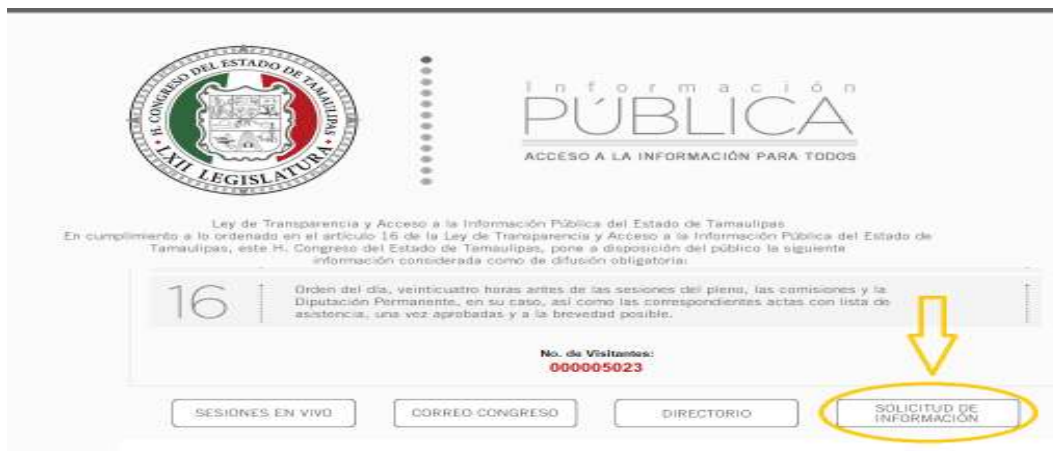 H. CONGRESO DEL ESTADO DE TAMAULIPAS
• LXII LEGISLATURA •
Información
PÚBLICA
ACCESO A LA INFORMACIÓN PARA TODOS
Ley de Transparencia y Acceso a la Información Pública del Estado de Tamaulipas
En cumplimiento a lo ordenado en el artículo 16 de la Ley de Transparencia y Acceso a la Información Pública del Estado de
Tamaulipas, este H. Congreso del Estado de Tamaulipas, pone a disposición del público la siguiente
información considerada como de difusión obligatoria:
16
Orden del día, veinticuatro horas antes de las sesiones del pleno, las comisiones y la
Diputación Permanente, en su caso, así como las correspondientes actas con lista de
asistencia, una vez aprobadas y a la brevedad posible.
No. de Visitantes:
000005023
SESIONES EN VIVO
CORREO CONGRESO
DIRECTORIO
SOLICITUD DE
INFORMACIÓN